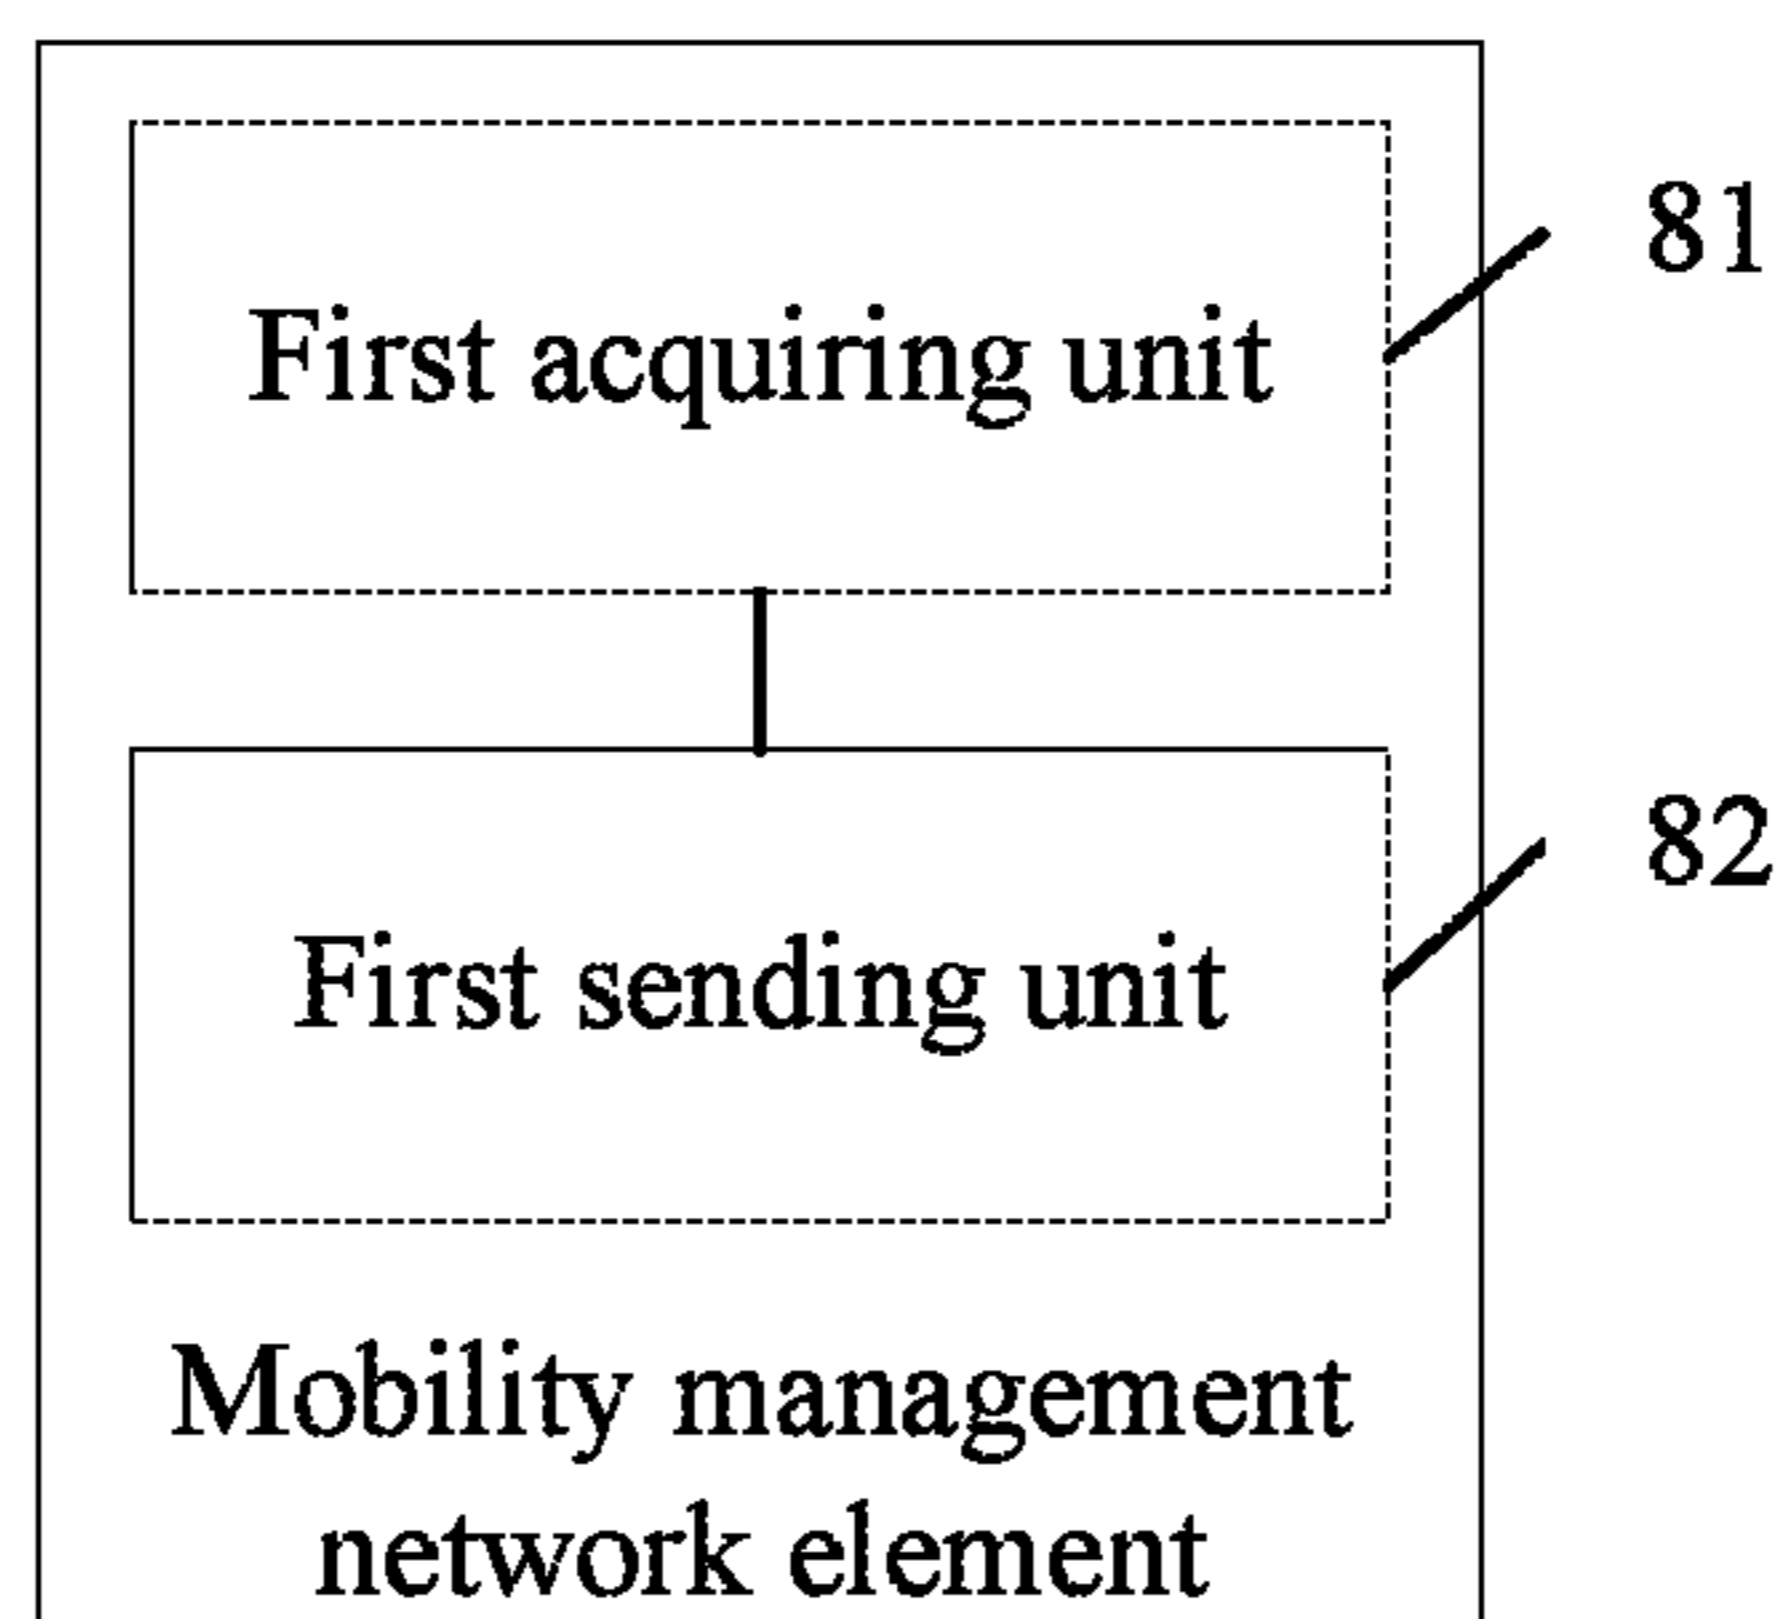 81
First acquiring unit
82
First sending unit
Mobility management
network element